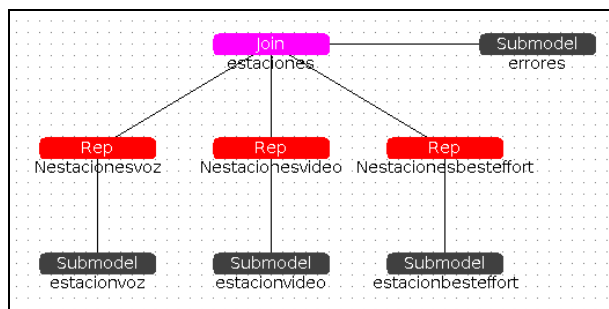 Join
estaciones
Submodel
errores
Rep
Nestacionesvoz
Rep
Nestacionesvideo
Rep
Nestacionesbesteffort
Submodel
estacionvoz
Submodel
estacionvideo
Submodel
estacionbesteffort